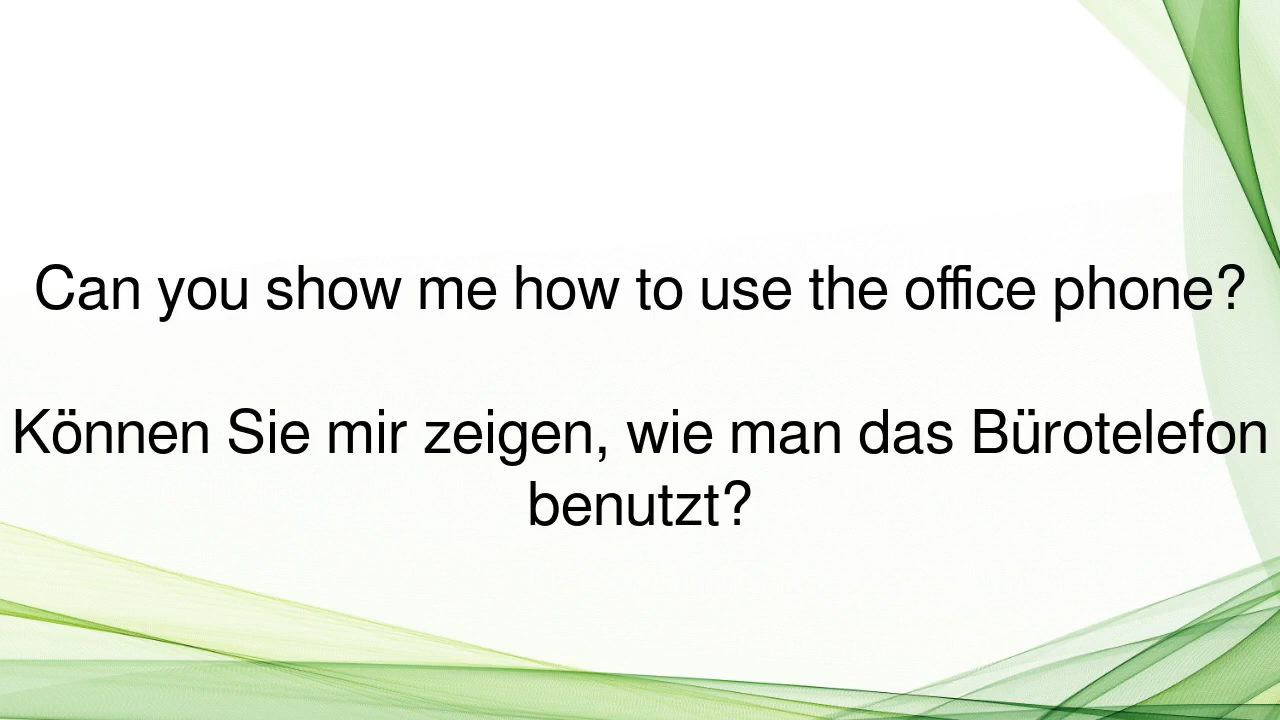 Can you show me how to use the office phone?
Können Sie mir zeigen, wie man das Bürotelefon
benutzt?